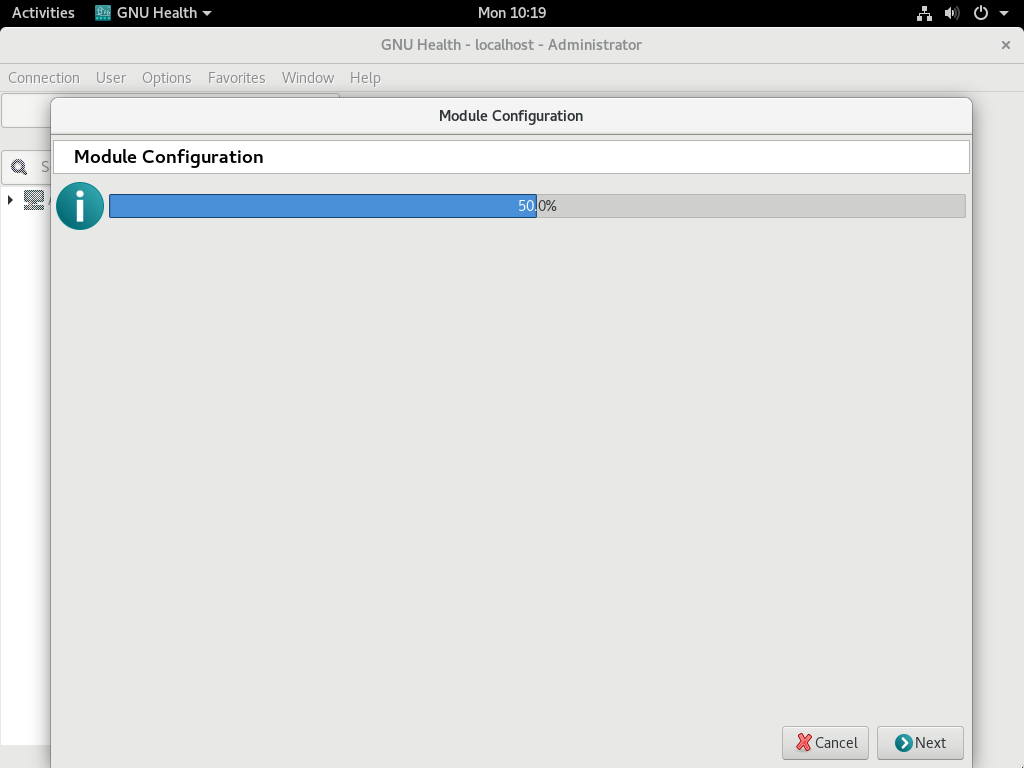 Activities GNU Health Mon 10:19
GNU Health - localhost - Administrator
Connection User Options Favorites Window Help
Module Configuration
Module Configuration
50.0%
Cancel Next